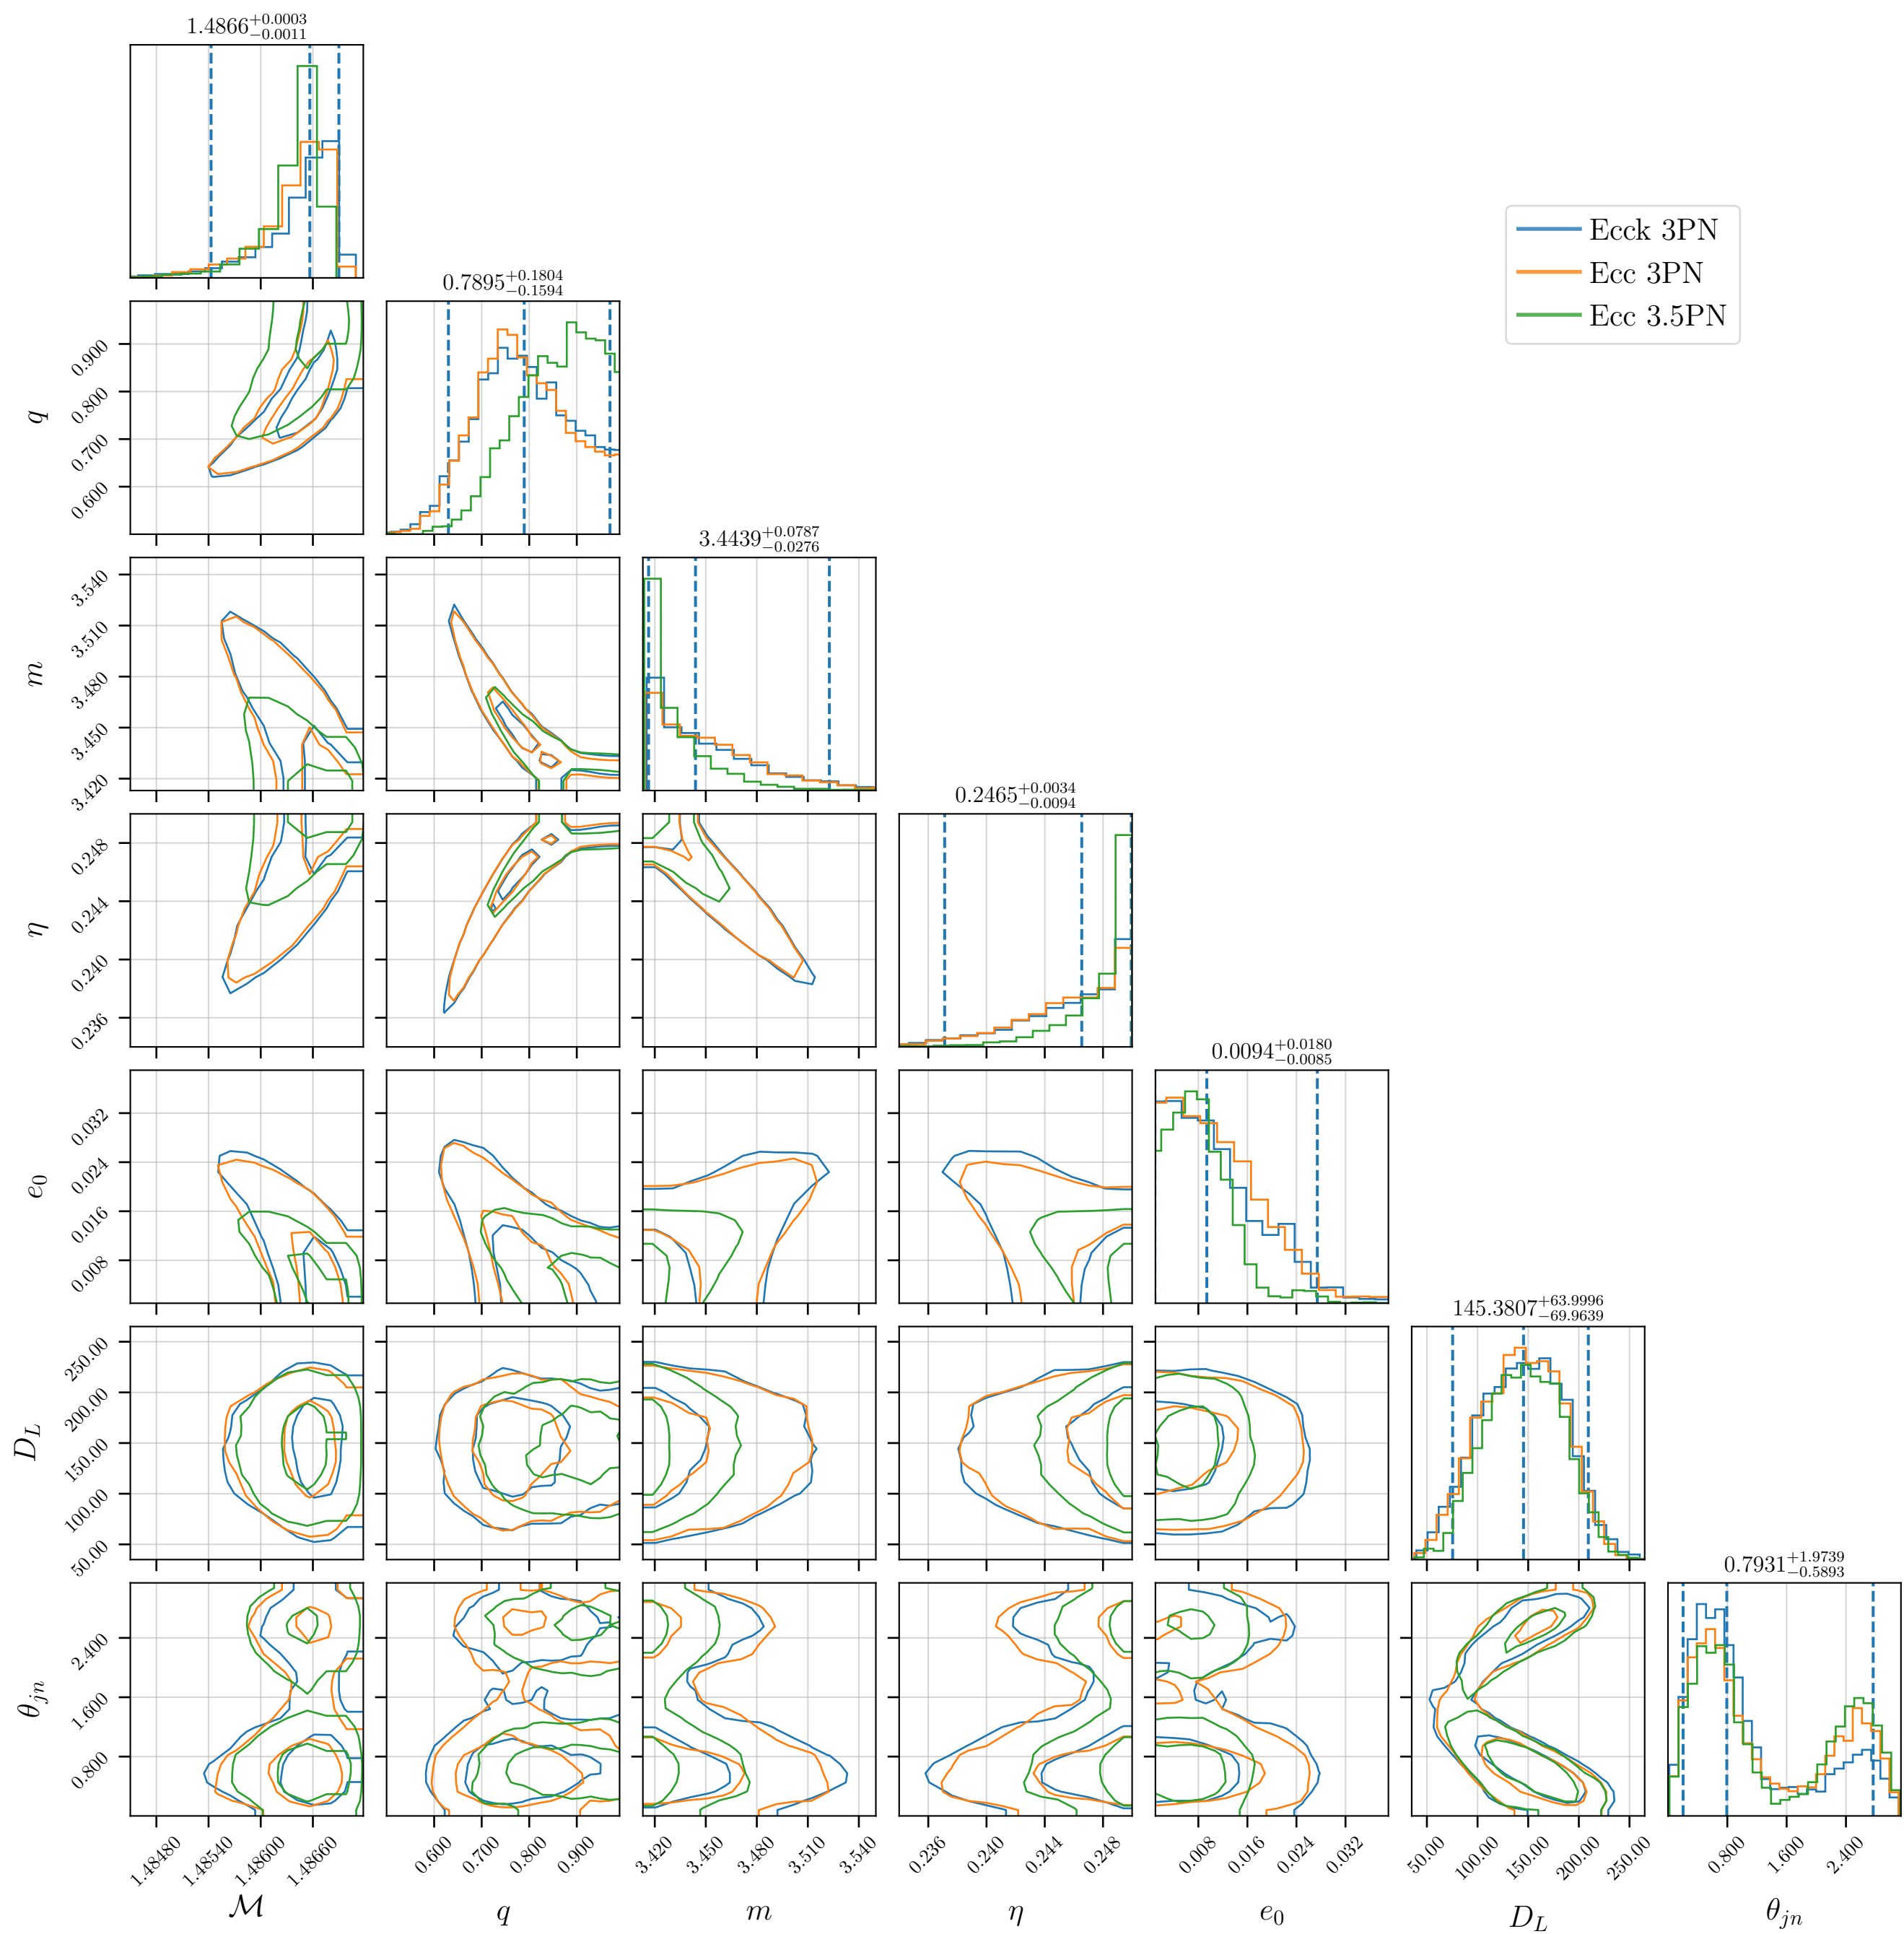 1.4866^{+0.0003}_{-0.0011}
Ecck 3PN
Ecc 3PN
Ecc 3.5PN
0.7895^{+0.1804}_{-0.1594}
q
0.900
0.800
0.700
0.600
3.4439^{+0.0787}_{-0.0276}
m
3.540
3.510
3.480
3.450
3.420
0.2465^{+0.0034}_{-0.0094}
η
0.248
0.244
0.240
0.236
0.0094^{+0.0180}_{-0.0085}
e_0
0.032
0.024
0.016
0.008
145.3807^{+63.9996}_{-69.9639}
D_L
250.00
200.00
150.00
100.00
50.00
0.7931^{+1.9739}_{-0.5893}
θ_{jn}
2.400
1.600
0.800
1.48480 1.48540 1.48600 1.48660 0.600 0.700 0.800 0.900 3.420 3.450 3.480 3.510 3.540 0.236 0.240 0.244 0.248 0.008 0.016 0.024 0.032 50.00 100.00 150.00 200.00 250.00 0.800 1.600 2.400
ℳ q m η e_0 D_L θ_{jn}